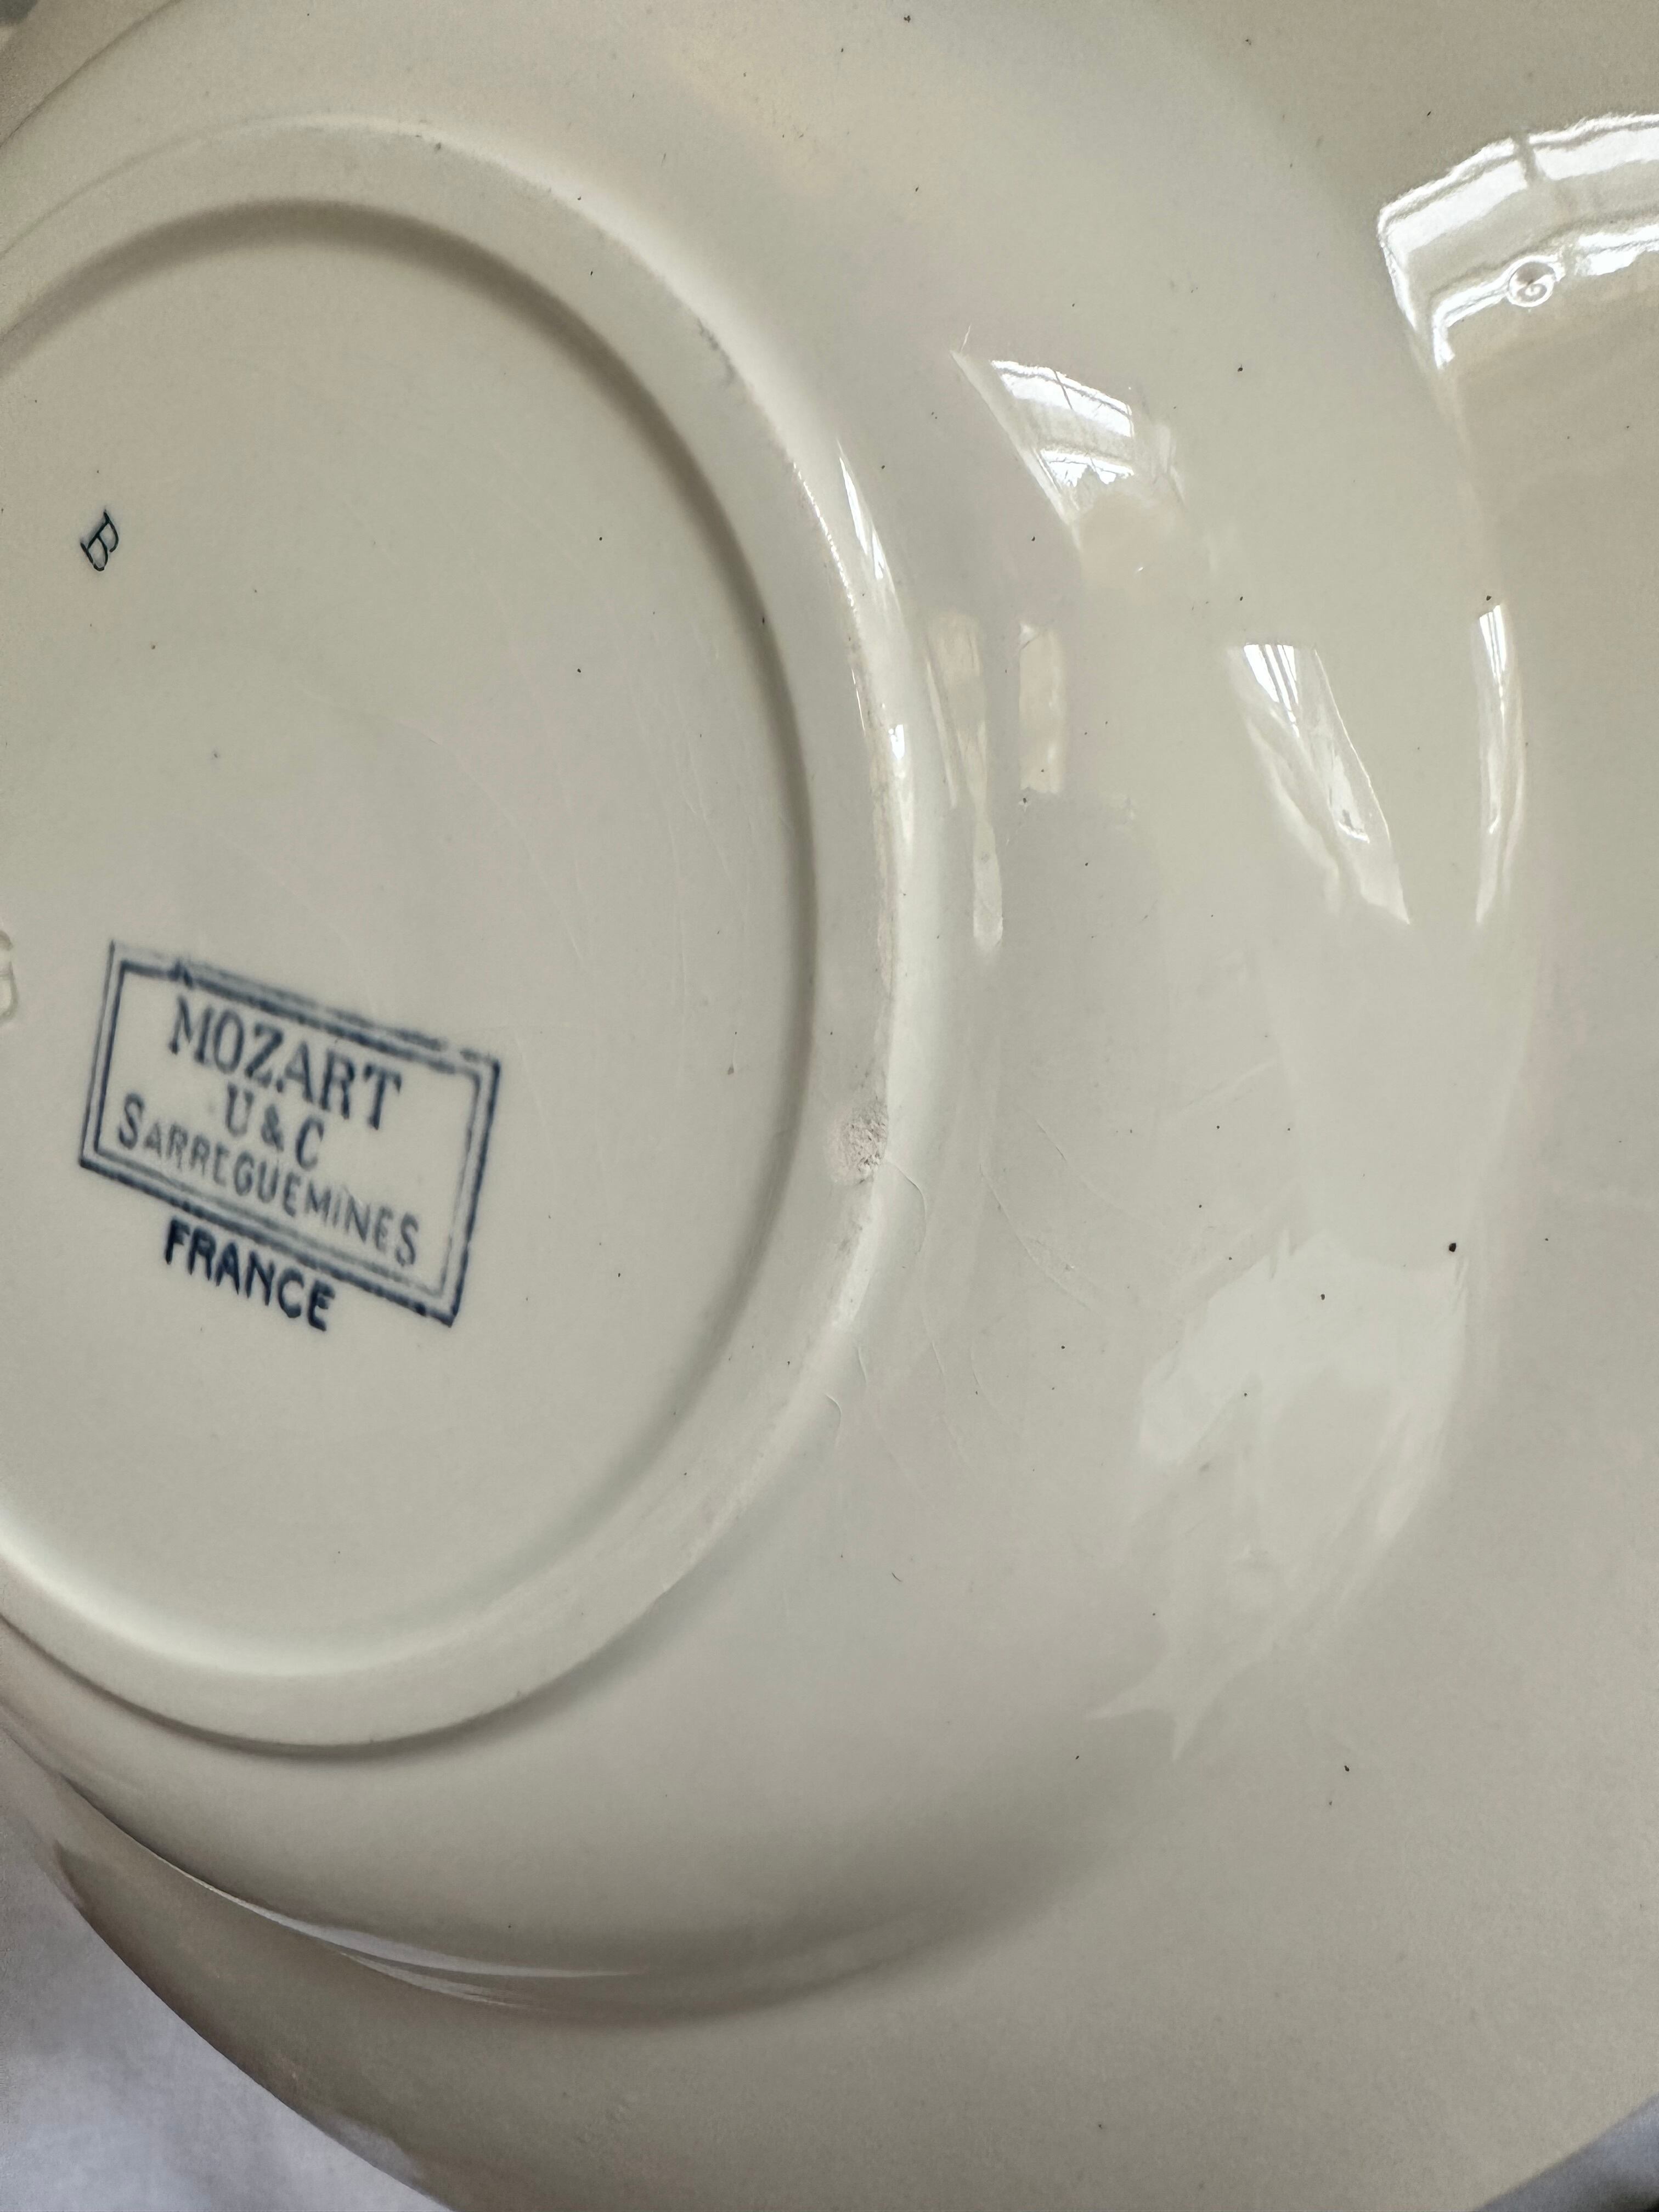 B
MOZART
U & C
SARREGUEMINES
FRANCE